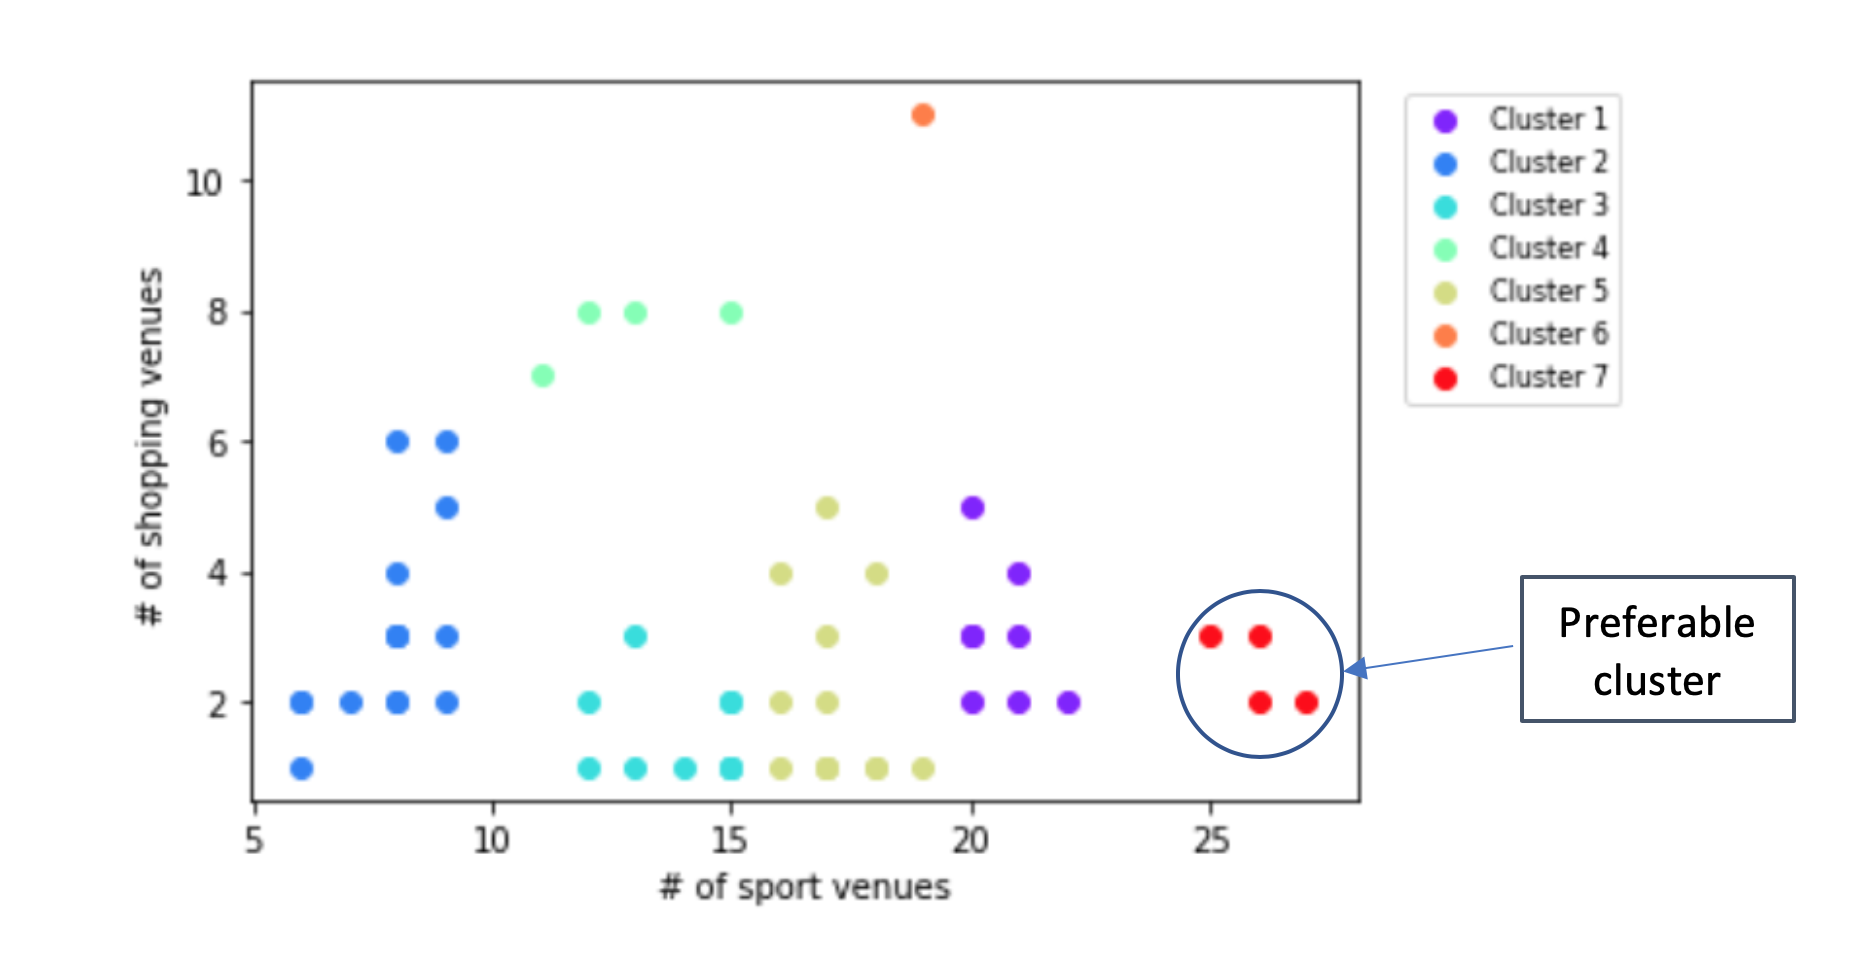 10
8
6
4
2
# of shopping venues
5
10
15
20
25
# of sport venues
Cluster 1
Cluster 2
Cluster 3
Cluster 4
Cluster 5
Cluster 6
Cluster 7
Preferable
cluster